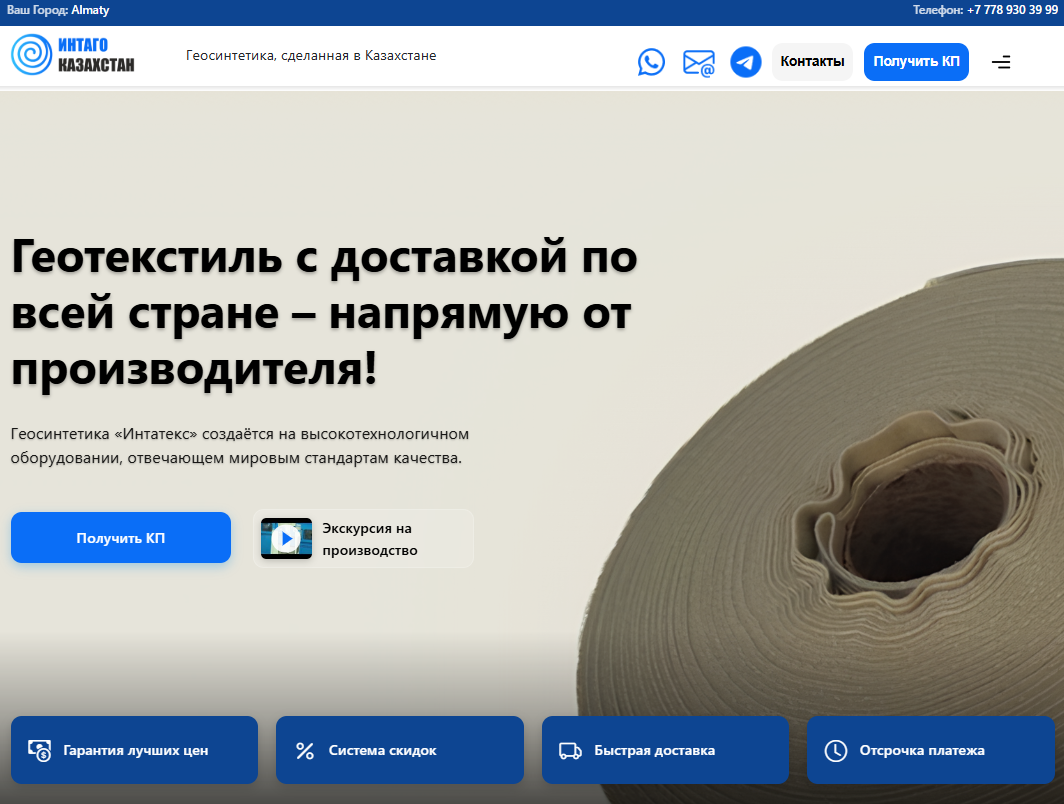 Ваш Город: Almaty
Телефон: +7 778 930 39 99
ИНТАГО
КАЗАХСТАН
Геосинтетика, сделанная в Казахстане
Контакты
Получить КП
Геотекстиль с доставкой по
всей стране – напрямую от
производителя!
Геосинтетика «Интатекс» создаётся на высокотехнологичном
оборудовании, отвечающем мировым стандартам качества.
Получить КП
Экскурсия на
производство
Гарантия лучших цен
Система скидок
Быстрая доставка
Отсрочка платежа